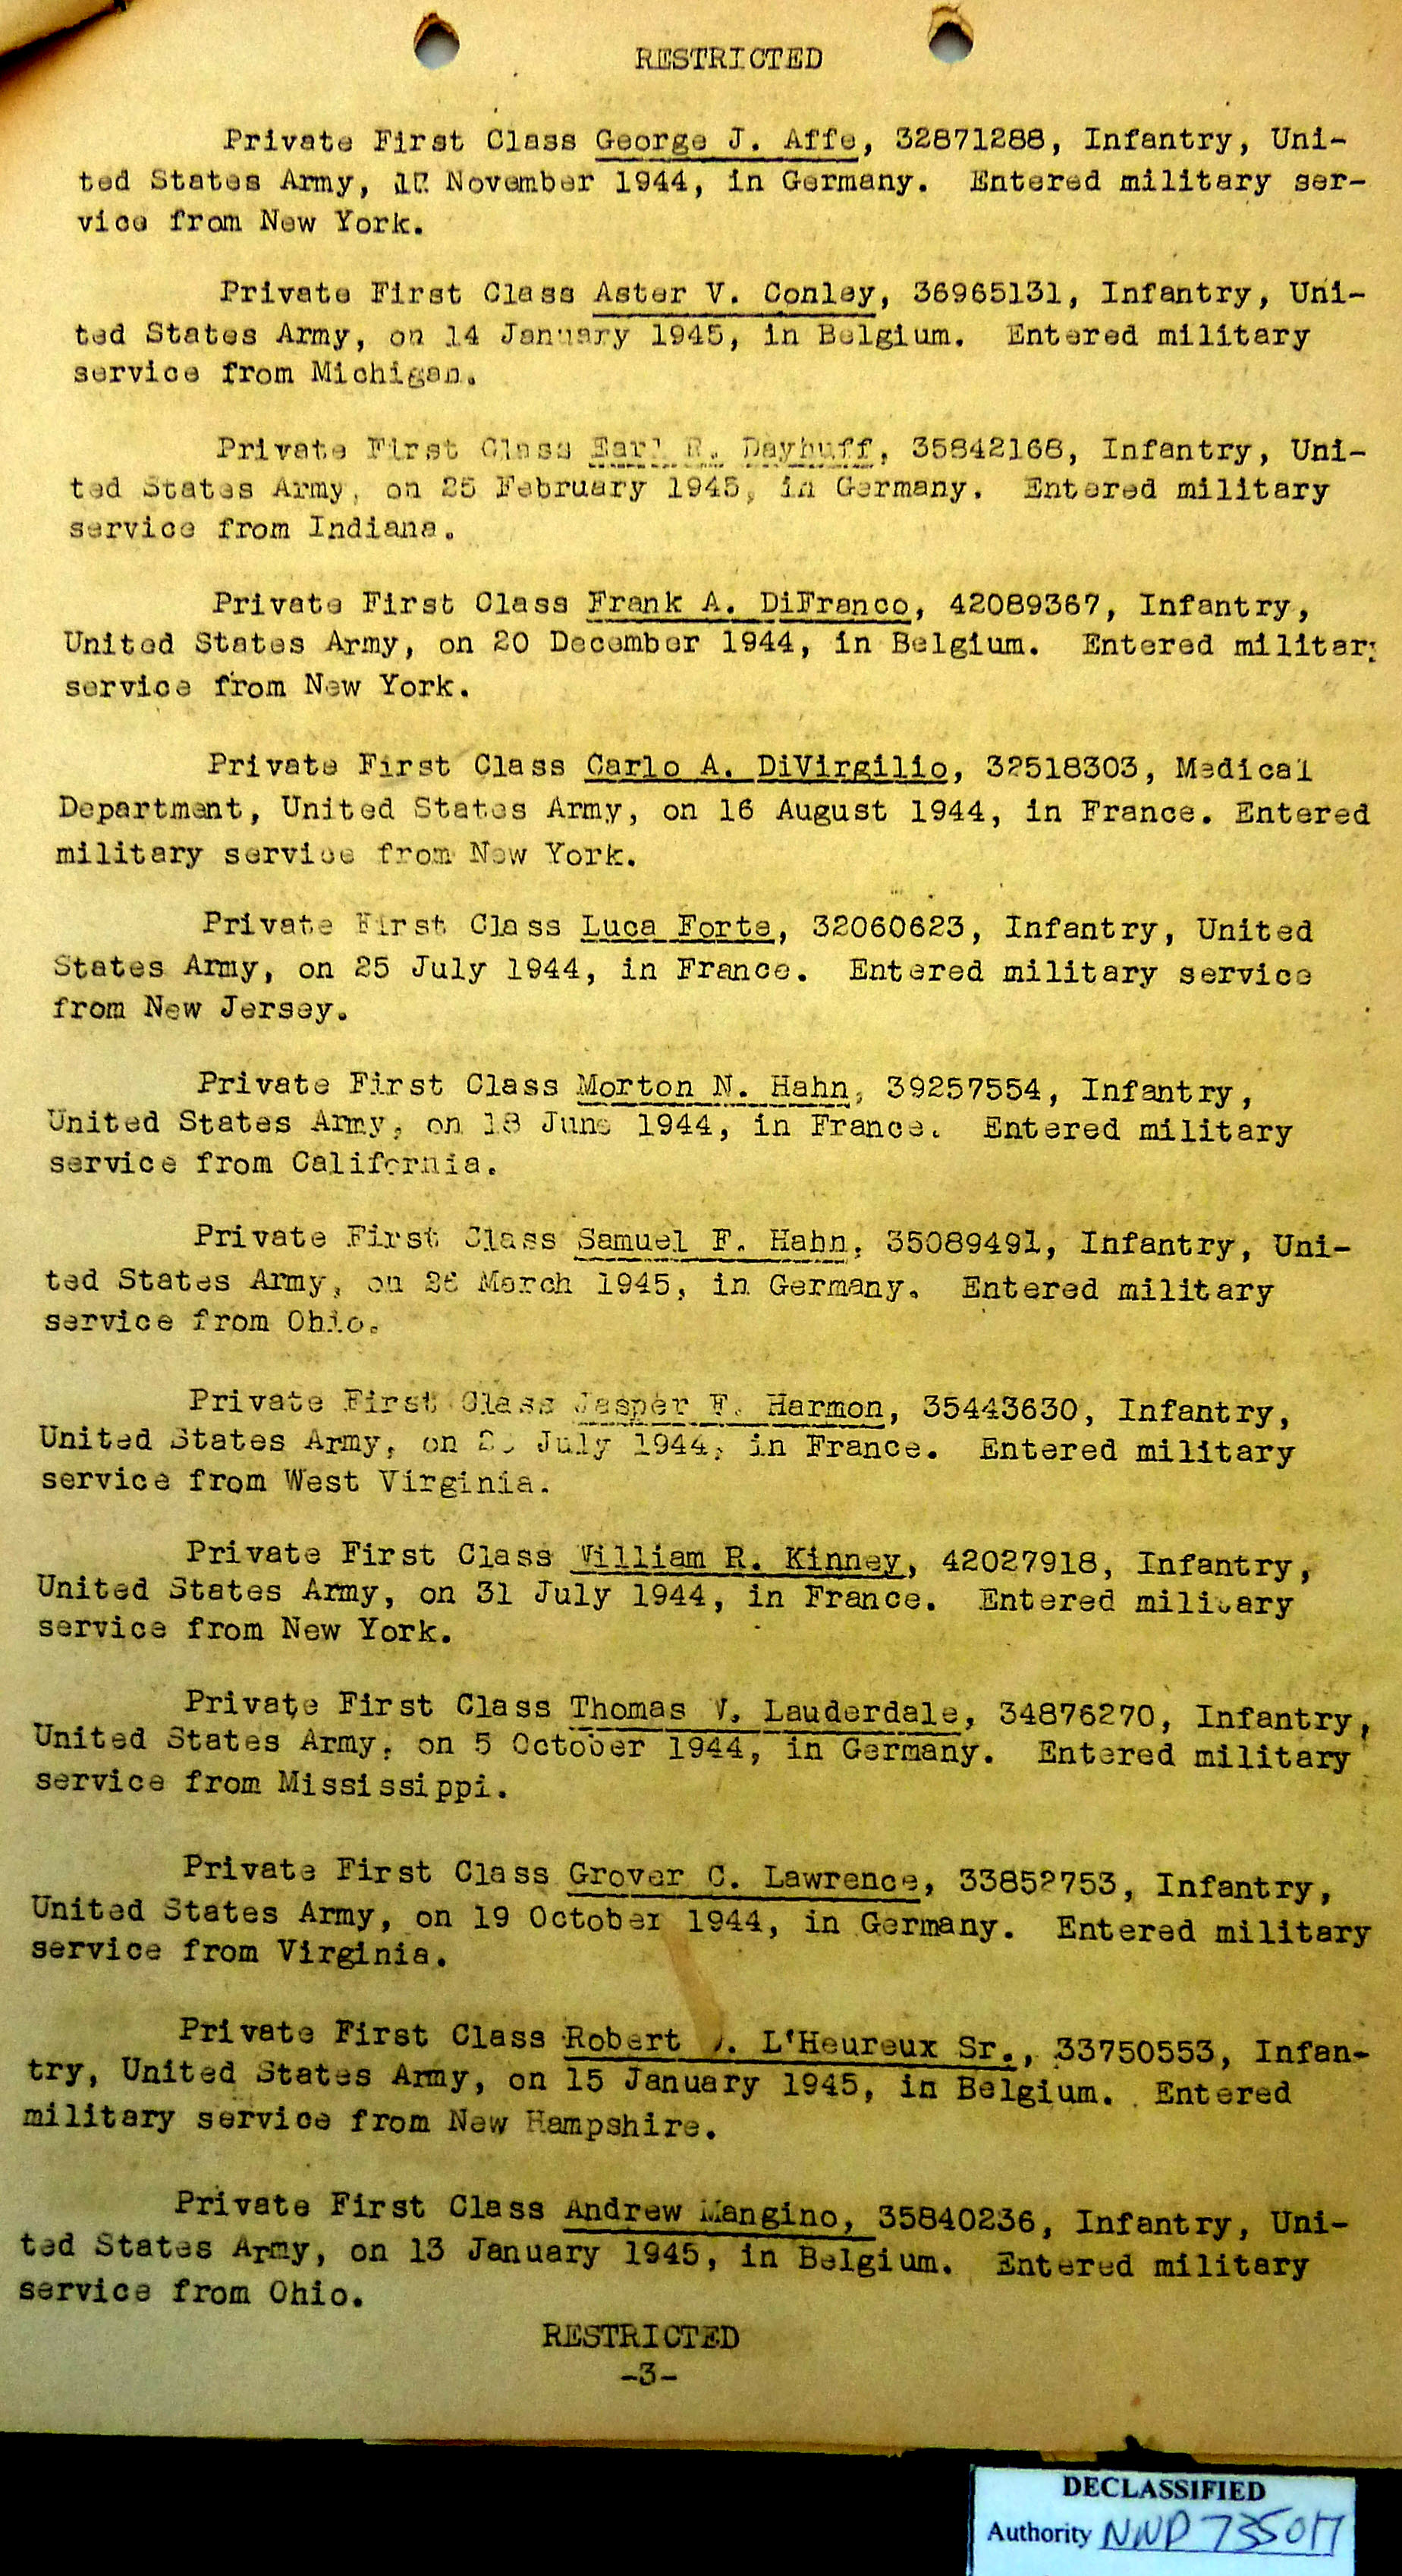 RESTRICTED
Private First Class George J. Affe, 32871288, Infantry, Uni-
ted States Army, November 1944, in Germany. Entered military ser-
vice from New York.
Private First Class Aster V. Conley, 36965131, Infantry, Uni-
ted States Army, on 14 January 1945, in Belgium. Entered military
service from Michigan.
Private First Class Earl R. Dayhuff, 35842168, Infantry, Uni-
ted States Army, on 25 February 1945, in Germany. Entered military
service from Indiana.
Private First Class Frank A. DiFranco, 42089367, Infantry,
United States Army, on 20 December 1944, in Belgium. Entered military
service from New York.
Private First Class Carlo A. DiVirgilio, 32518303, Medical
Department, United States Army, on 16 August 1944, in France. Entered
military service from New York.
Private First Class Luca Forte, 32060623, Infantry, United
States Army, on 25 July 1944, in France. Entered military service
from New Jersey.
Private First Class Morton N. Hahn, 39257554, Infantry,
United States Army, on 18 June 1944, in France. Entered military
service from California.
Private First Class Samuel F. Hahn, 35089491, Infantry, Uni-
ted States Army, on 26 March 1945, in Germany. Entered military
service from Ohio.
Private First Class Jasper F. Harmon, 35443630, Infantry,
United States Army, on July 1944, in France. Entered military
service from West Virginia.
Private First Class William R. Kinney, 42027918, Infantry,
United States Army, on 31 July 1944, in France. Entered military
service from New York.
Private First Class Thomas V. Lauderdale, 34876270, Infantry,
United States Army, on 5 October 1944, in Germany. Entered military
service from Mississippi.
Private First Class Grover C. Lawrence, 33852753, Infantry,
United States Army, on 19 October 1944, in Germany. Entered military
service from Virginia.
Private First Class Robert L'Heureux Sr., 33750553, Infan-
try, United States Army, on 15 January 1945, in Belgium. Entered
military service from New Hampshire.
Private First Class Andrew Mangino, 35840236, Infantry, Uni-
ted States Army, on 13 January 1945, in Belgium. Entered military
service from Ohio.
RESTRICTED
-3-
DECLASSIFIED
Authority NND 735017